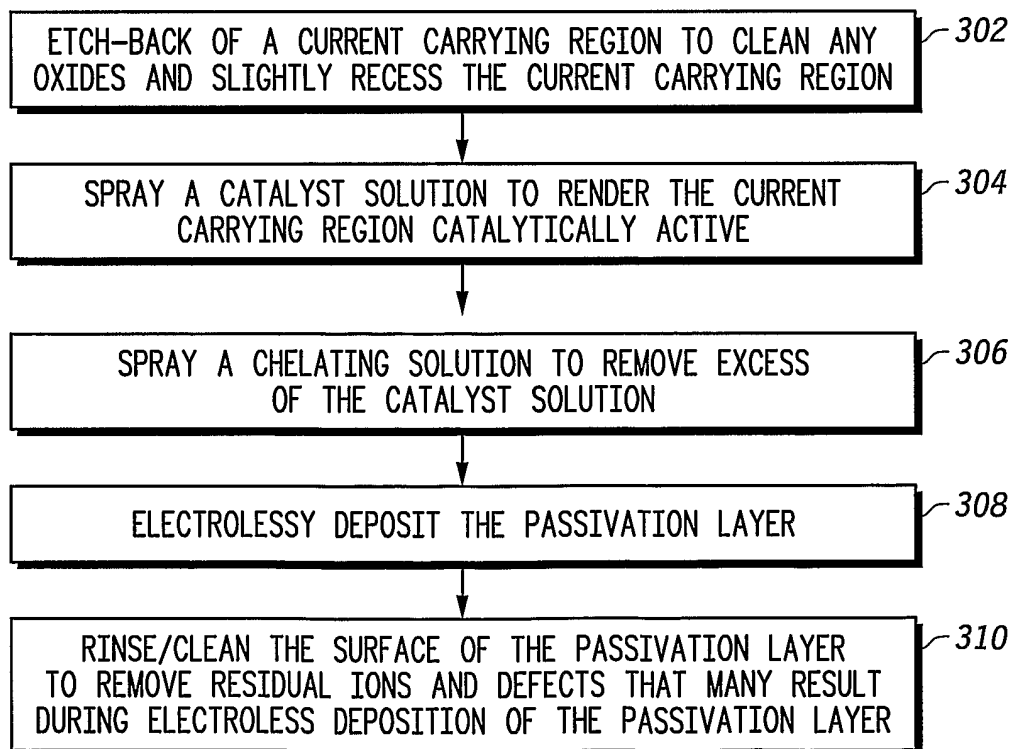 ETCH-BACK OF A CURRENT CARRYING REGION TO CLEAN ANY
OXIDES AND SLIGHTLY RECESS THE CURRENT CARRYING REGION
302
SPRAY A CATALYST SOLUTION TO RENDER THE CURRENT
CARRYING REGION CATALYTICALLY ACTIVE
304
SPRAY A CHELATING SOLUTION TO REMOVE EXCESS
OF THE CATALYST SOLUTION
306
ELECTROLESSY DEPOSIT THE PASSIVATION LAYER
308
RINSE/CLEAN THE SURFACE OF THE PASSIVATION LAYER
TO REMOVE RESIDUAL IONS AND DEFECTS THAT MANY RESULT
DURING ELECTROLESS DEPOSITION OF THE PASSIVATION LAYER
310